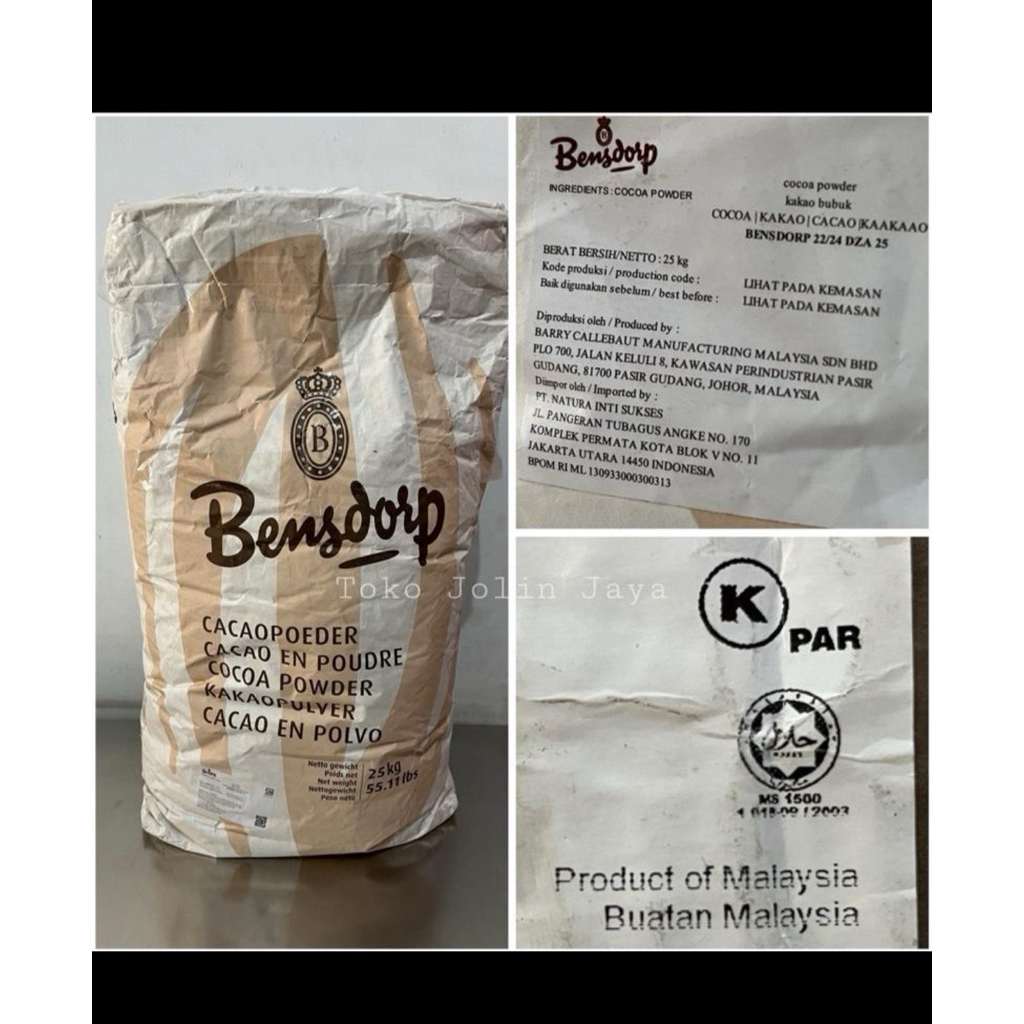 B
Bensdorp
CACAOPOEDER
CACAO EN POUDRE
COCOA POWDER
KAKAOPULVER
CACAO EN POLVO
Netto gewicht
Poids net
Net weight
Nettogewicht
Peso neto
25kg
55.11 lbs
Toko Jolin Jaya
B
Bensdorp
INGREDIENTS : COCOA POWDER
cocoa powder
kakao bubuk
COCOA | KAKAO | CACAO |KAAKAAO
BENSDORP 22/24 DZA 25
BERAT BERSIH/NETTO : 25 kg
Kode produksi / production code : LIHAT PADA KEMASAN
Baik digunakan sebelum / best before : LIHAT PADA KEMASAN
Diproduksi oleh / Produced by :
BARRY CALLEBAUT MANUFACTURING MALAYSIA SDN BHD
PLO 700, JALAN KELULI 8, KAWASAN PERINDUSTRIAN PASIR
GUDANG, 81700 PASIR GUDANG, JOHOR, MALAYSIA
Diimpor oleh / Imported by :
PT. NATURA INTI SUKSES
JL. PANGERAN TUBAGUS ANGKE NO. 170
KOMPLEK PERMATA KOTA BLOK V NO. 11
JAKARTA UTARA 14450 INDONESIA
BPOM RI ML 130933000300313
K
PAR
حلال
MS 1500
Product of Malaysia
Buatan Malaysia